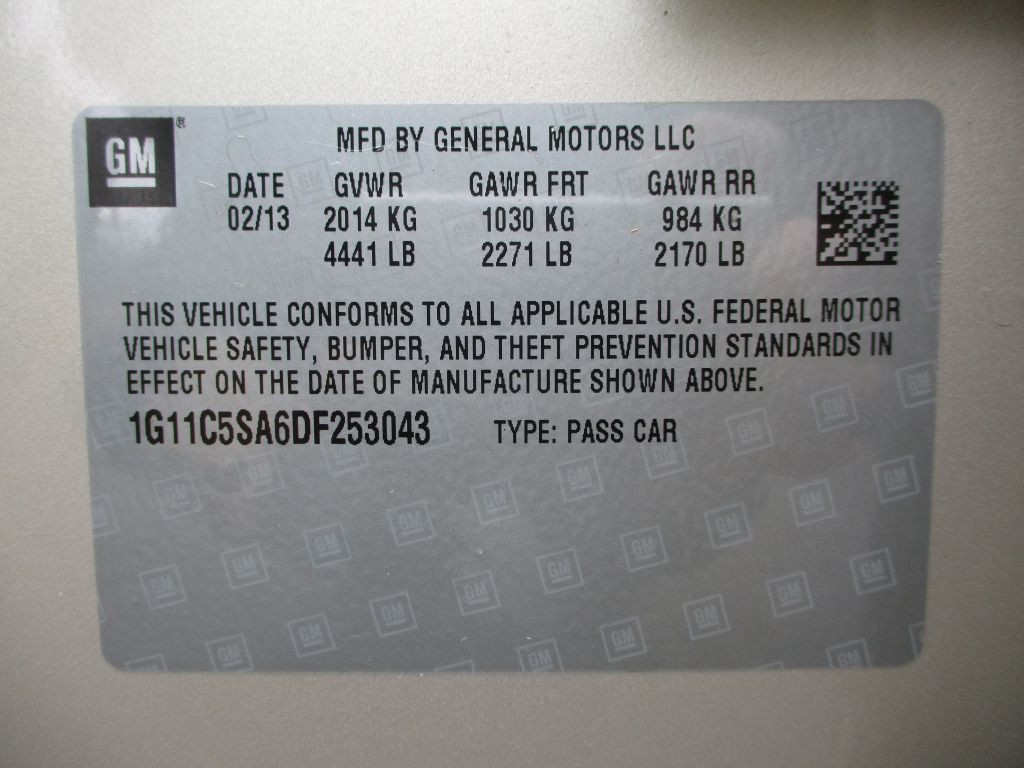 GM®
MFD BY GENERAL MOTORS LLC
DATE GVWR GAWR FRT GAWR RR
02/13 2014 KG 1030 KG 984 KG
4441 LB 2271 LB 2170 LB
THIS VEHICLE CONFORMS TO ALL APPLICABLE U.S. FEDERAL MOTOR
VEHICLE SAFETY, BUMPER, AND THEFT PREVENTION STANDARDS IN
EFFECT ON THE DATE OF MANUFACTURE SHOWN ABOVE.
1G11C5SA6DF253043 TYPE: PASS CAR